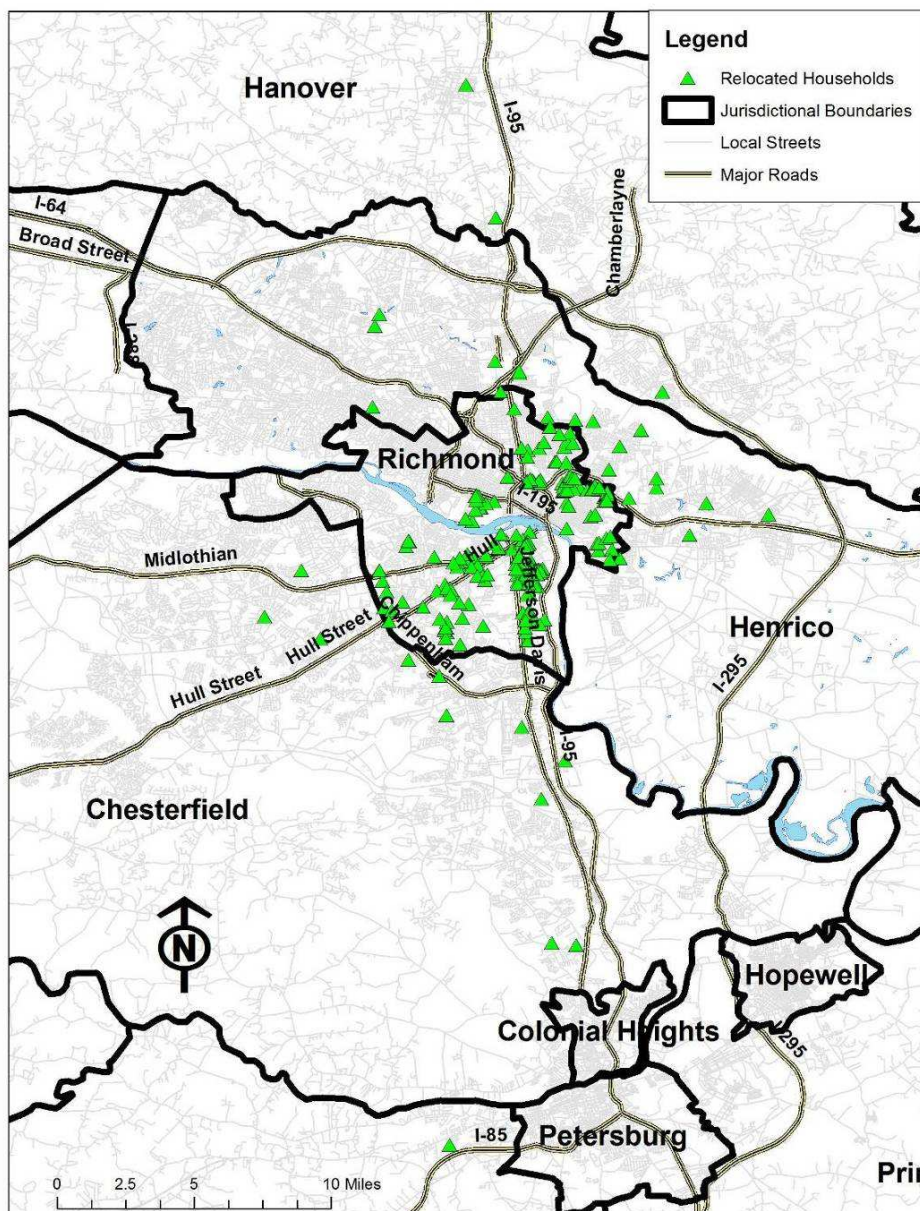 Legend
Relocated Households
Jurisdictional Boundaries
Local Streets
Major Roads
Hanover
I-95
I-64
Broad Street
Chamberlayne
I-288
Richmond
I-195
Midlothian
Hull
Jefferson Davis
Chippenham
Hull Street
Hull Street
Henrico
I-295
I-95
Chesterfield
N
Hopewell
Colonial Heights
I-295
I-85
Petersburg
Prin
0 2.5 5 10 Miles